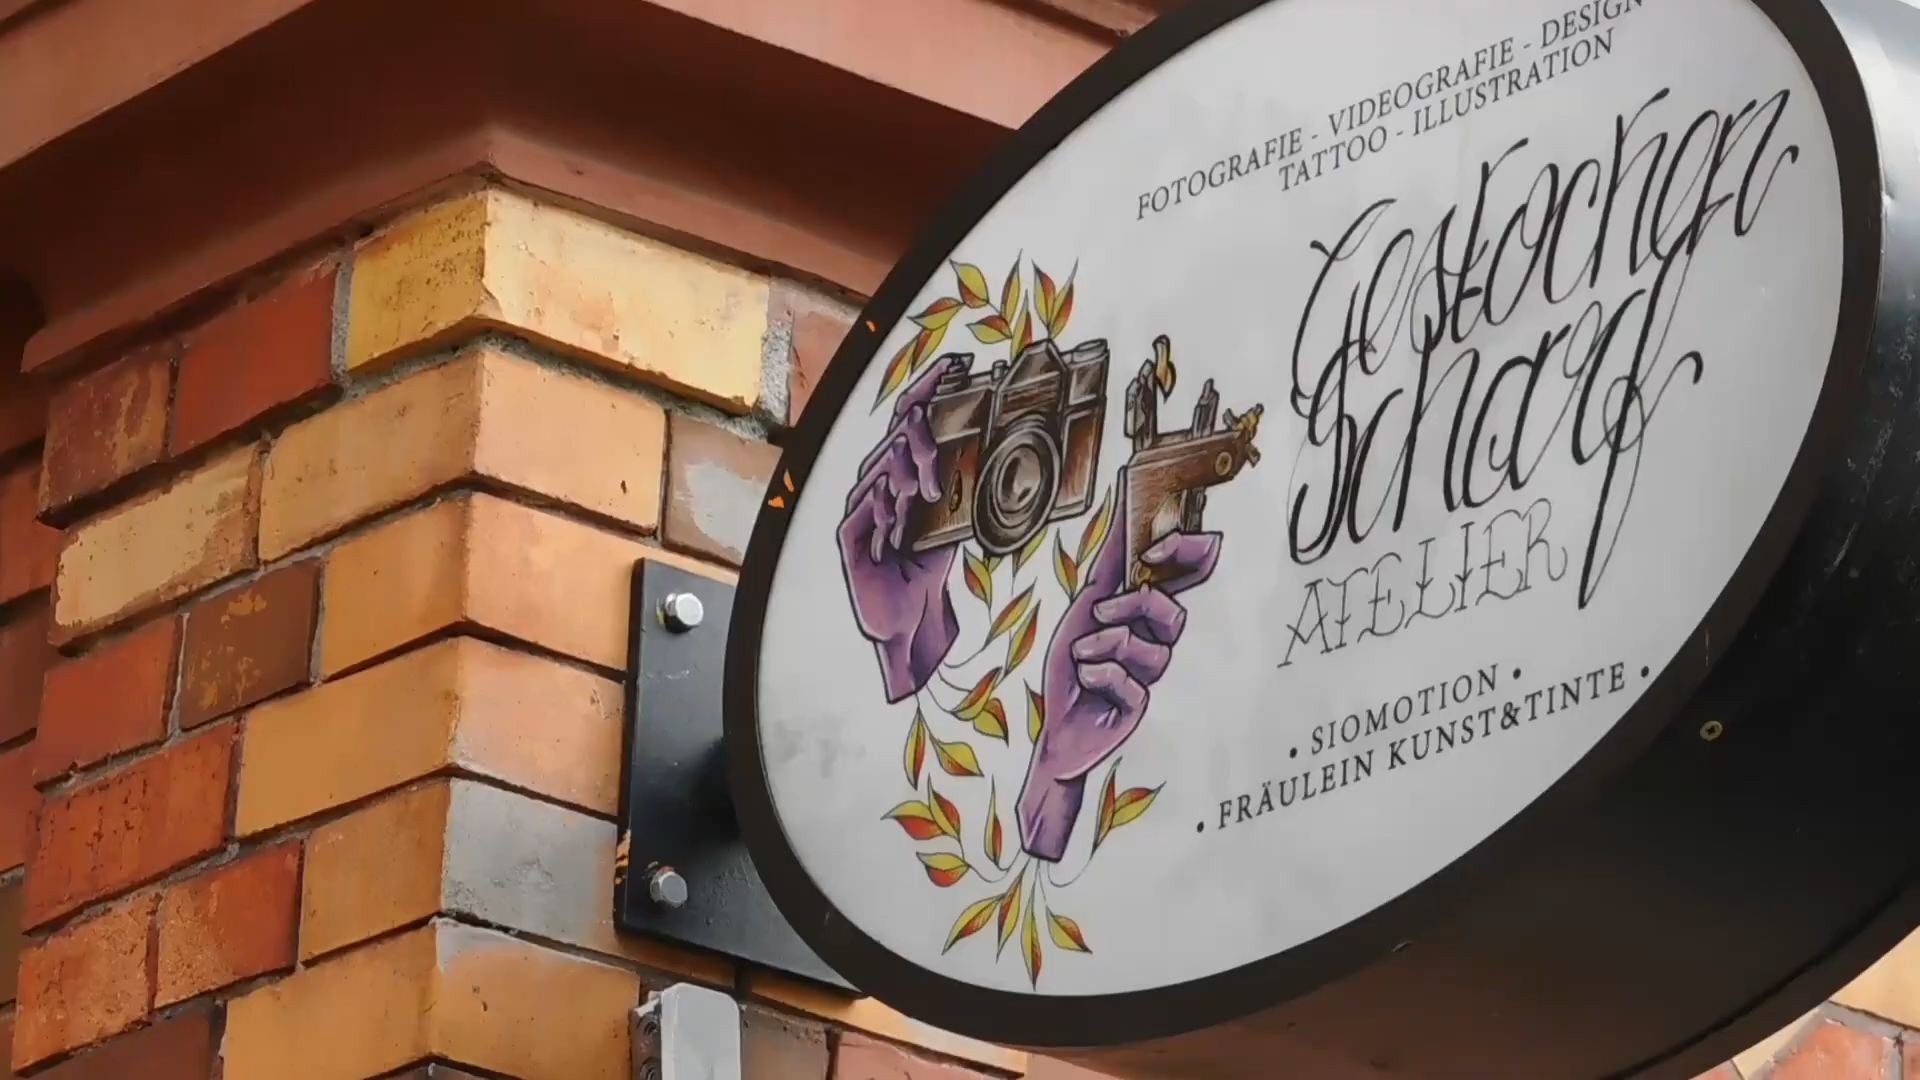 FOTOGRAFIE - VIDEOGRAFIE - DESIGN
TATTOO - ILLUSTRATION
Gestochen
Scharf
ATELIER
• SIOMOTION •
• FRÄULEIN KUNST&TINTE •